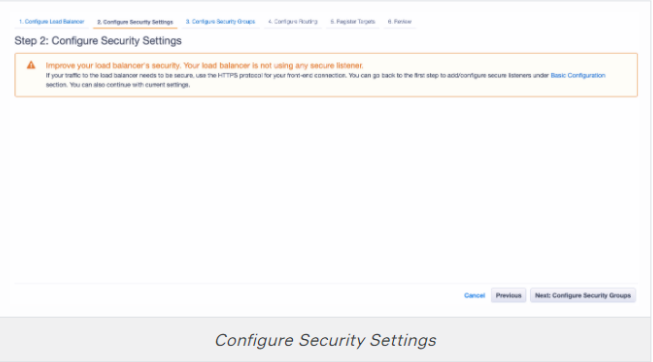 1. Configure Load Balancer 2. Configure Security Settings 3. Configure Security Groups 4. Configure Routing 5. Register Targets 6. Review
Step 2: Configure Security Settings
Improve your load balancer's security. Your load balancer is not using any secure listener.
If your traffic to the load balancer needs to be secure, use the HTTPS protocol for your front-end connection. You can go back to the first step to add/configure secure listeners under Basic Configuration
section. You can also continue with current settings.
Cancel Previous Next: Configure Security Groups
Configure Security Settings